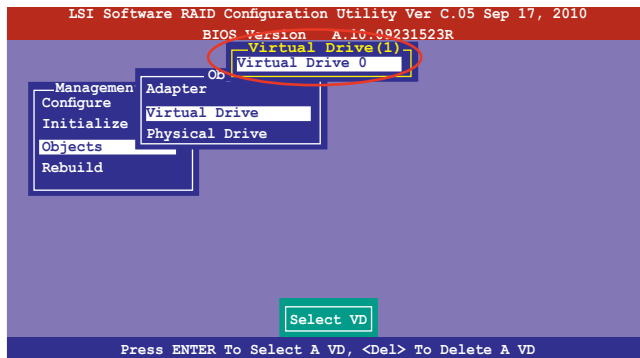 LSI Software RAID Configuration Utility Ver C.05 Sep 17, 2010
BIOS Version A.10.09231523R
Virtual Drive(1)
Virtual Drive 0
Ob
Adapter
Virtual Drive
Physical Drive
Managemen
Configure
Initialize
Objects
Rebuild
Select VD
Press ENTER To Select A VD, <Del> To Delete A VD